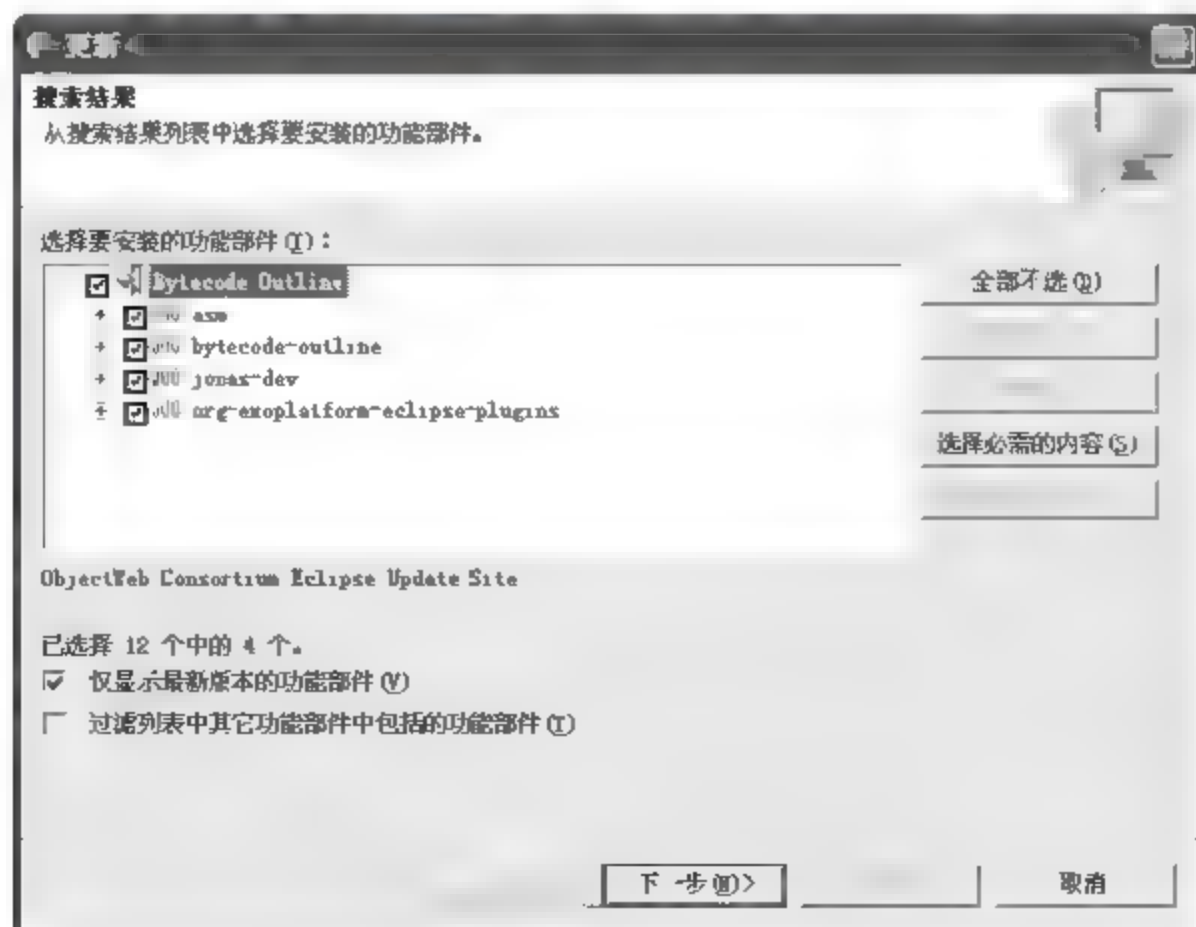 更新
搜索结果
从搜索结果列表中选择要安装的功能部件。
选择要安装的功能部件(T)：
Bytecode Outline
全部不选(D)
asm
bytecode-outline
jonas-dev
org-exoplatform-eclipse-plugins
选择必需的内容(S)
ObjectWeb Consortium Eclipse Update Site
已选择 12 个中的 4 个。
仅显示最新版本的功能部件(V)
过滤列表中其它功能部件中包括的功能部件(I)
下一步(N)>
取消